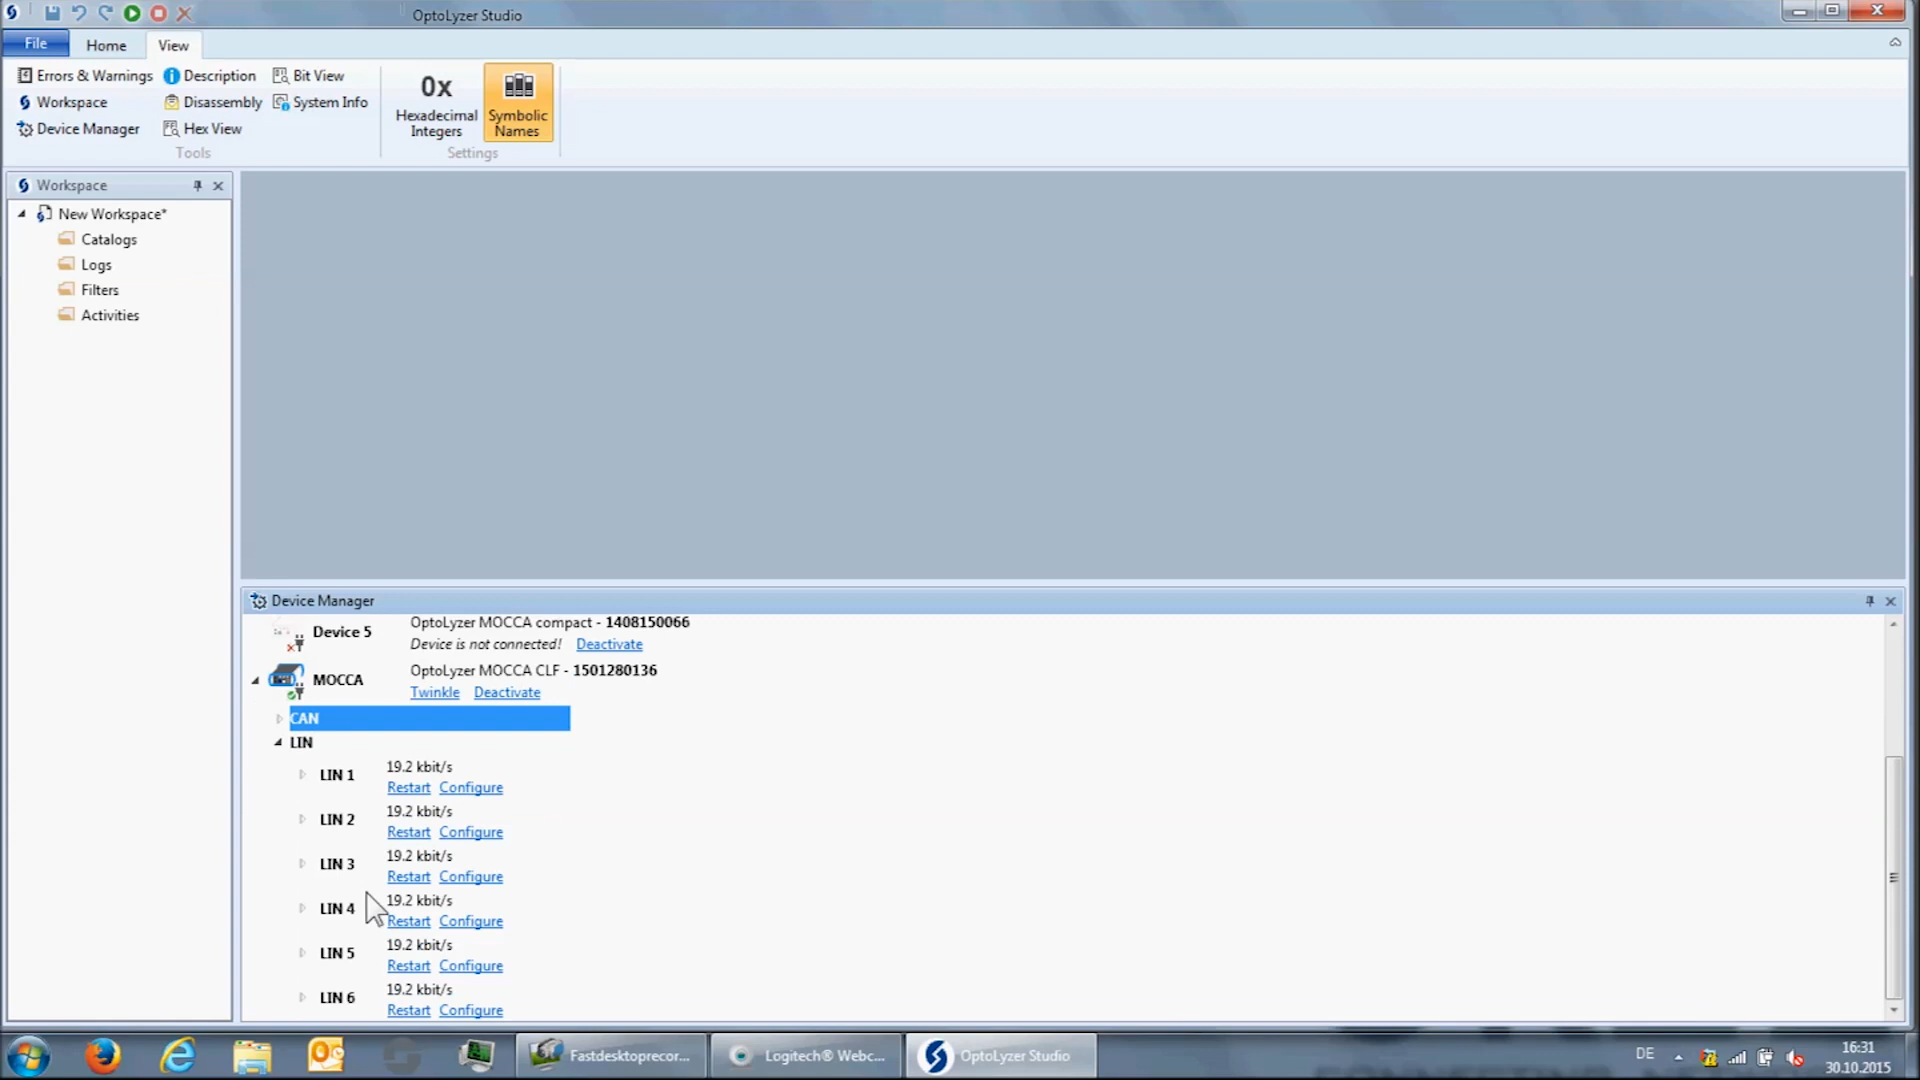 OptoLyzer Studio
File Home View
Errors & Warnings Description Bit View
Workspace Disassembly System Info
Device Manager Hex View
Tools
0x
Hexadecimal Integers
Symbolic Names
Settings
Workspace
New Workspace*
Catalogs
Logs
Filters
Activities
Device Manager
Device 5
OptoLyzer MOCCA compact - 1408150066
Device is not connected! Deactivate
MOCCA
OptoLyzer MOCCA CLF - 1501280136
Twinkle Deactivate
CAN
LIN
LIN 1
19.2 kbit/s
Restart Configure
LIN 2
19.2 kbit/s
Restart Configure
LIN 3
19.2 kbit/s
Restart Configure
LIN 4
19.2 kbit/s
Restart Configure
LIN 5
19.2 kbit/s
Restart Configure
LIN 6
19.2 kbit/s
Restart Configure
Fastdesktoprecor...
Logitech® Webc...
OptoLyzer Studio
DE
16:31
30.10.2015